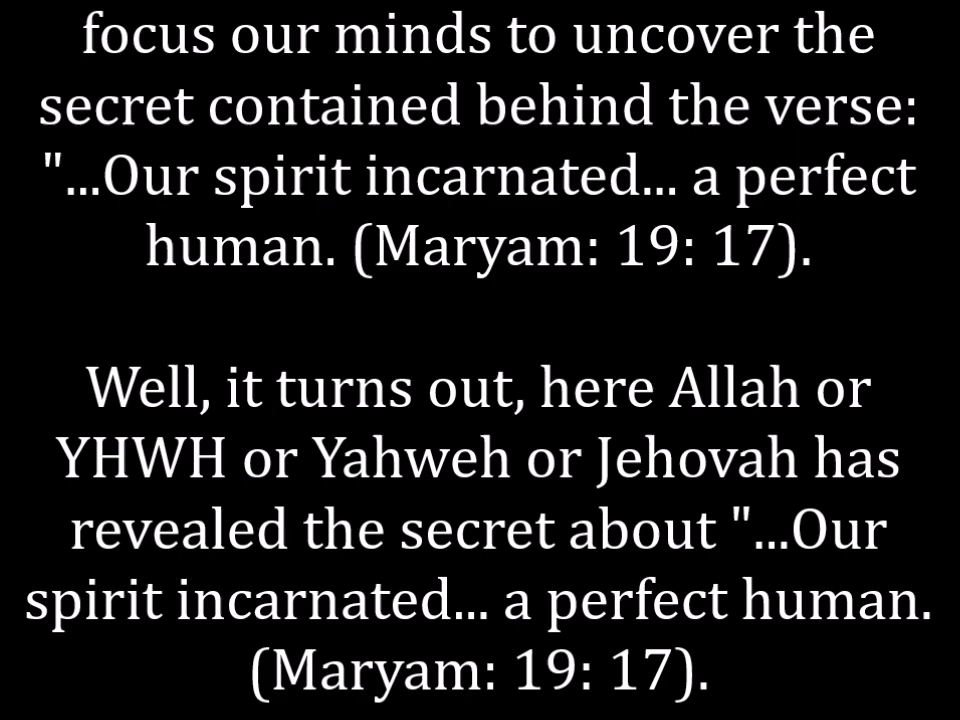 focus our minds to uncover the
secret contained behind the verse:
"...Our spirit incarnated... a perfect
human. (Maryam: 19: 17).
Well, it turns out, here Allah or
YHWH or Yahweh or Jehovah has
revealed the secret about "...Our
spirit incarnated... a perfect human.
(Maryam: 19: 17).